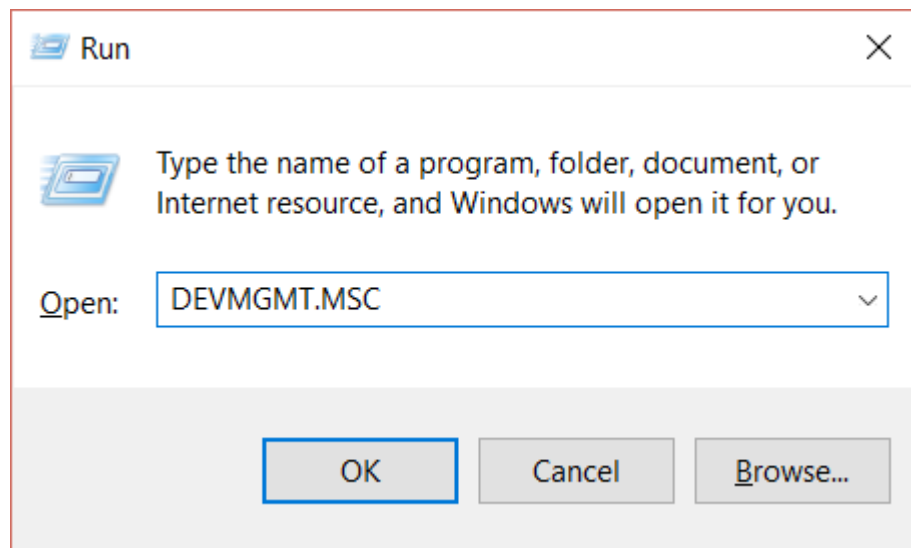 Run
Type the name of a program, folder, document, or
Internet resource, and Windows will open it for you.
Open: DEVMGMT.MSC
OK Cancel Browse...